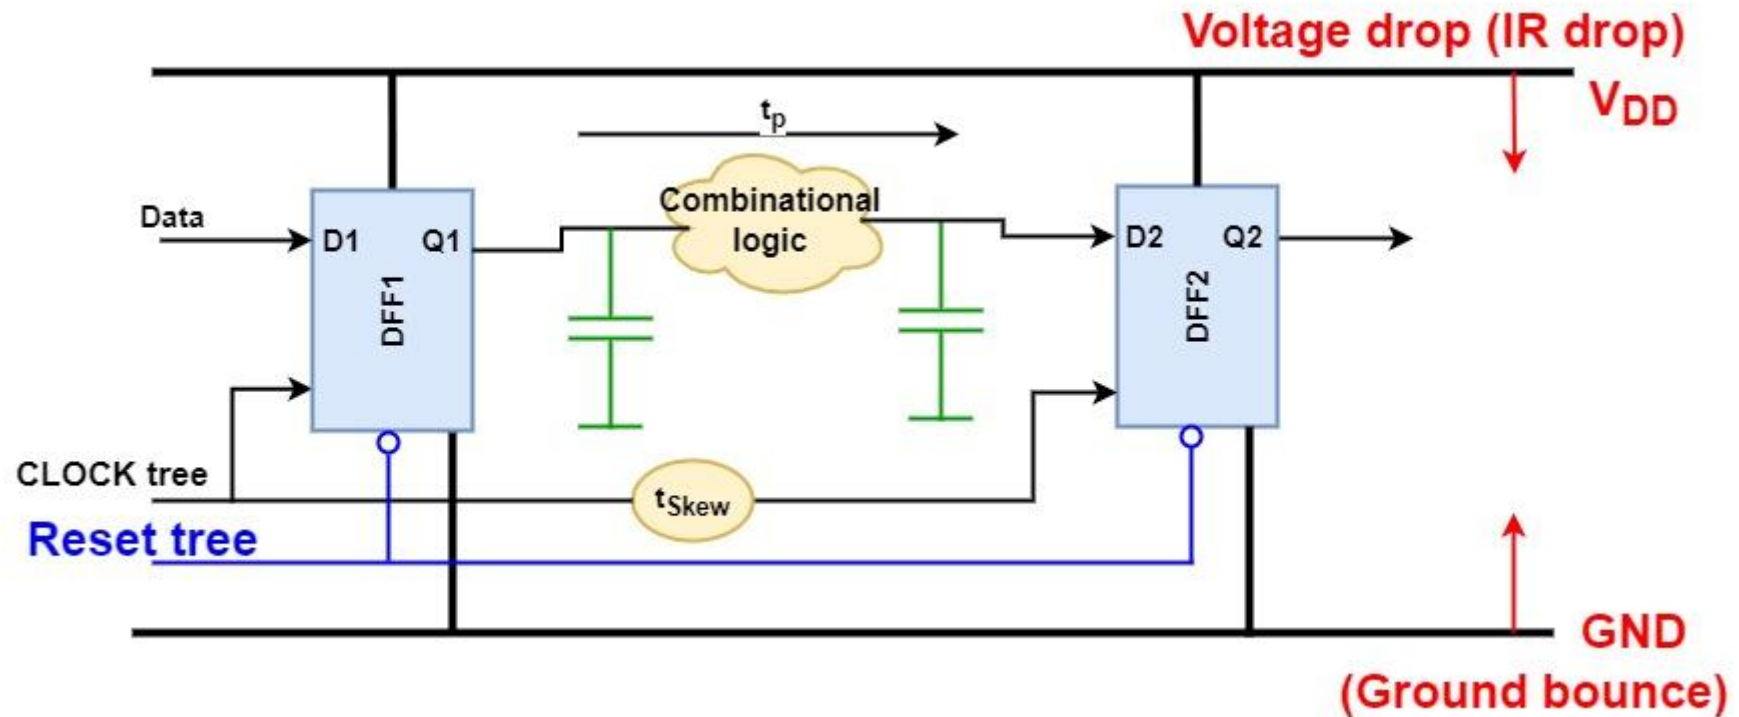 Voltage drop (IR drop)
VDD
tp
Data
D1
Q1
DFF1
Combinational
logic
D2
Q2
DFF2
CLOCK tree
tSkew
Reset tree
GND
(Ground bounce)